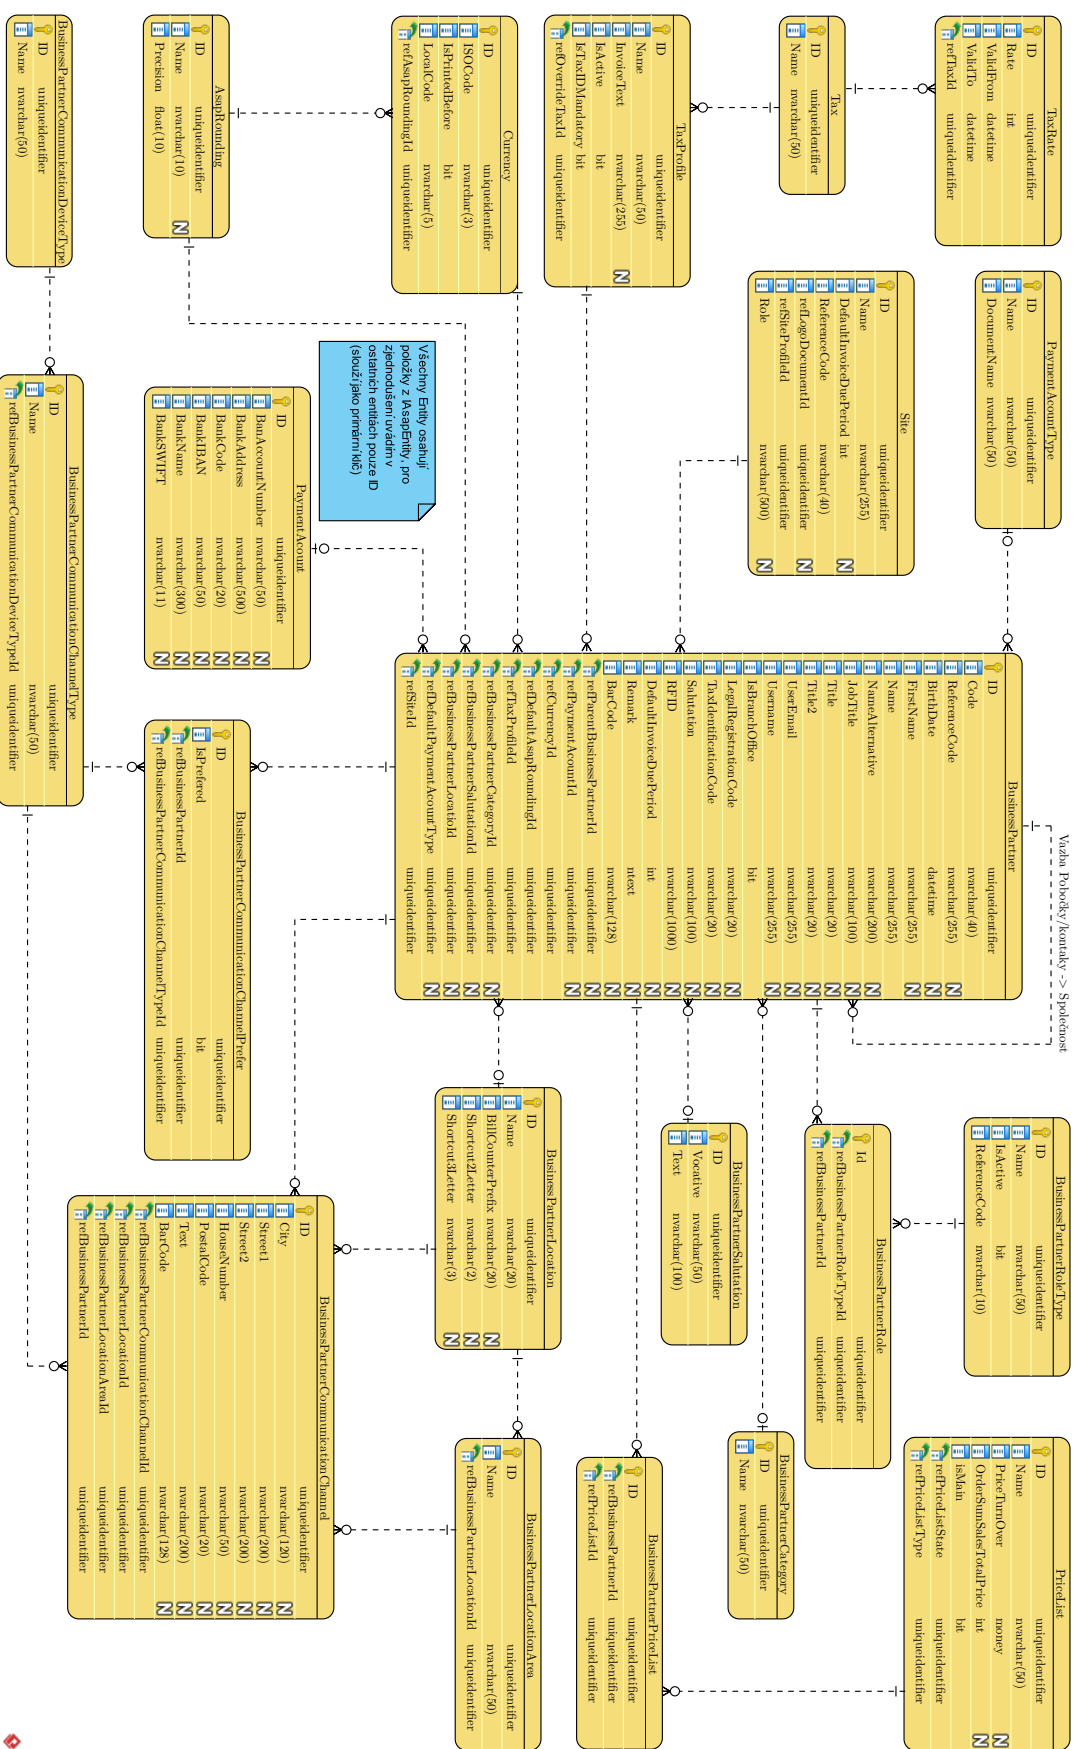 TaxRate
ID uniqueidentifier
Rate int
ValidFrom datetime
ValidTo datetime
refTaxId uniqueidentifier
PaymentAcountType
ID uniqueidentifier
Name nvarchar(50)
DocumentName nvarchar(50)
Vazba Pobočky/kontaky -> Společnost
BusinessPartnerRoleType
ID uniqueidentifier
Name nvarchar(50)
IsActive bit
ReferenceCode nvarchar(10)
PriceList
ID uniqueidentifier
Name nvarchar(50)
PriceTurnOver money N
OrderSumSalesTotalPrice int N
isMain bit
refPriceListState uniqueidentifier
refPriceListType uniqueidentifier
Tax
ID uniqueidentifier
Name nvarchar(50)
Site
ID uniqueidentifier
Name nvarchar(255)
DefaultInvoiceDuePeriod int N
ReferenceCode nvarchar(40)
refLogoDocumentId uniqueidentifier N
refSiteProfileId uniqueidentifier
Role nvarchar(500) N
BusinessPartner
ID uniqueidentifier
Code nvarchar(40)
ReferenceCode nvarchar(255) N
BirthDate datetime N
FirstName nvarchar(255) N
Name nvarchar(255)
NameAlternative nvarchar(200) N
JobTitle nvarchar(100) N
Title nvarchar(20) N
Title2 nvarchar(20) N
UserEmail nvarchar(255) N
Username nvarchar(255) N
IsBranchOffice bit
LegalRegistrationCode nvarchar(20) N
TaxIdentificationCode nvarchar(20) N
Salutation nvarchar(100) N
RFID nvarchar(1000) N
DefaultInvoiceDuePeriod int N
Remark ntext N
BarCode nvarchar(128) N
refParentBusinessPartnerId uniqueidentifier
refPaymentAcountId uniqueidentifier N
refCurrencyId uniqueidentifier
refDefaultAsapRoundingId uniqueidentifier
refTaxProfileId uniqueidentifier
refBusinessPartnerCategoryId uniqueidentifier N
refBusinessPartnerSalutationId uniqueidentifier N
refBusinessPartnerLocatioId uniqueidentifier N
refDefaultPaymentAcountType uniqueidentifier N
refSiteId uniqueidentifier
BusinessPartnerRole
Id uniqueidentifier
refBusinessPartnerRoleTypeId uniqueidentifier
refBusinessPartnerId uniqueidentifier
BusinessPartnerCategory
ID uniqueidentifier
Name nvarchar(50)
TaxProfile
ID uniqueidentifier
Name nvarchar(50)
InvoiceText nvarchar(255) N
IsActive bit
IsTaxIDMandatory bit
refOverrideTaxId uniqueidentifier
BusinessPartnerSalutation
ID uniqueidentifier
Vocative nvarchar(50)
Text nvarchar(100)
BusinessPartnerPriceList
ID uniqueidentifier
refBusinessPartnerId uniqueidentifier
refPriceListId uniqueidentifier
Currency
ID uniqueidentifier
ISOCode nvarchar(3)
IsPrintedBefore bit
LocalCode nvarchar(5)
refAsapRoundingId uniqueidentifier
Všechny Entity osahují
položky z IAsapEntity, pro
zjednodušení uvádím v
ostatních entitách pouze ID
(slouží jako primární klíč)
BusinessPartnerLocation
ID uniqueidentifier
Name nvarchar(20)
BillCounterPrefix nvarchar(20) N
Shortcut2Letter nvarchar(2) N
Shortcut3Letter nvarchar(3) N
BusinessPartnerLocationArea
ID uniqueidentifier
Name nvarchar(50)
refBusinessPartnerLocationId uniqueidentifier
AsapRounding
ID uniqueidentifier
Name nvarchar(10) N
Precision float(10)
PaymentAcount
ID uniqueidentifier
BanAccountNumber nvarchar(50) N
BankAddress nvarchar(500) N
BankCode nvarchar(20) N
BankIBAN nvarchar(50) N
BankName nvarchar(300) N
BankSWIFT nvarchar(11) N
BusinessPartnerCommunicationChannelPrefer
ID uniqueidentifier
IsPrefered bit
refBusinessPartnerId uniqueidentifier
refBusinessPartnerCommunicationChannelTypeId uniqueidentifier
BusinessPartnerCommunicationChannel
ID uniqueidentifier
City nvarchar(120) N
Street1 nvarchar(200) N
Street2 nvarchar(200) N
HouseNumber nvarchar(50) N
PostalCode nvarchar(20) N
Text nvarchar(200) N
BarCode nvarchar(128) N
refBusinessPartnerCommunicationChannelId uniqueidentifier
refBusinessPartnerLocationId uniqueidentifier
refBusinessPartnerLocationAreaId uniqueidentifier
refBusinessPartnerId uniqueidentifier
BusinessPartnerCommunicationDeviceType
ID uniqueidentifier
Name nvarchar(50)
BusinessPartnerCommunicationChannelType
ID uniqueidentifier
Name nvarchar(50)
refBusinessPartnerCommunicationDeviceTypeId uniqueidentifier